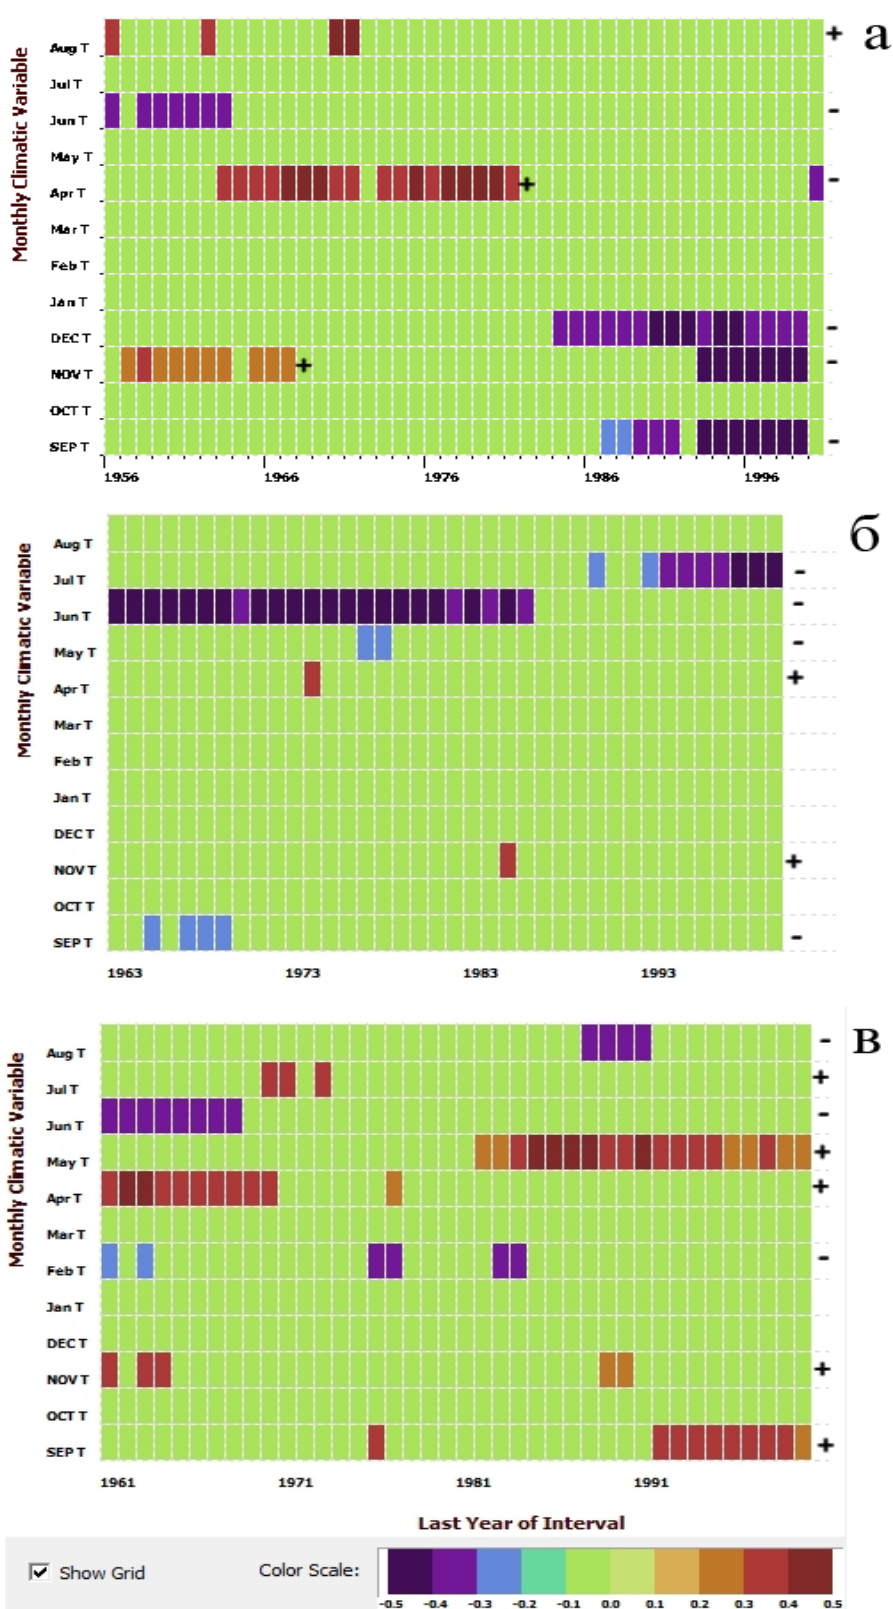 а
Monthly Climatic Variable
Aug T +
Jul T
Jun T -
May T
Apr T + -
Mar T
Feb T
Jan T
DEC T -
NOV T + -
OCT T
SEP T -
1956 1966 1976 1986 1996
б
Monthly Climatic Variable
Aug T
Jul T -
Jun T -
May T -
Apr T +
Mar T
Feb T
Jan T
DEC T
NOV T +
OCT T
SEP T -
1963 1973 1983 1993
в
Monthly Climatic Variable
Aug T -
Jul T +
Jun T -
May T +
Apr T +
Mar T
Feb T -
Jan T
DEC T
NOV T +
OCT T
SEP T +
1961 1971 1981 1991
Last Year of Interval
Show Grid Color Scale:
-0.5 -0.4 -0.3 -0.2 -0.1 0.0 0.1 0.2 0.3 0.4 0.5